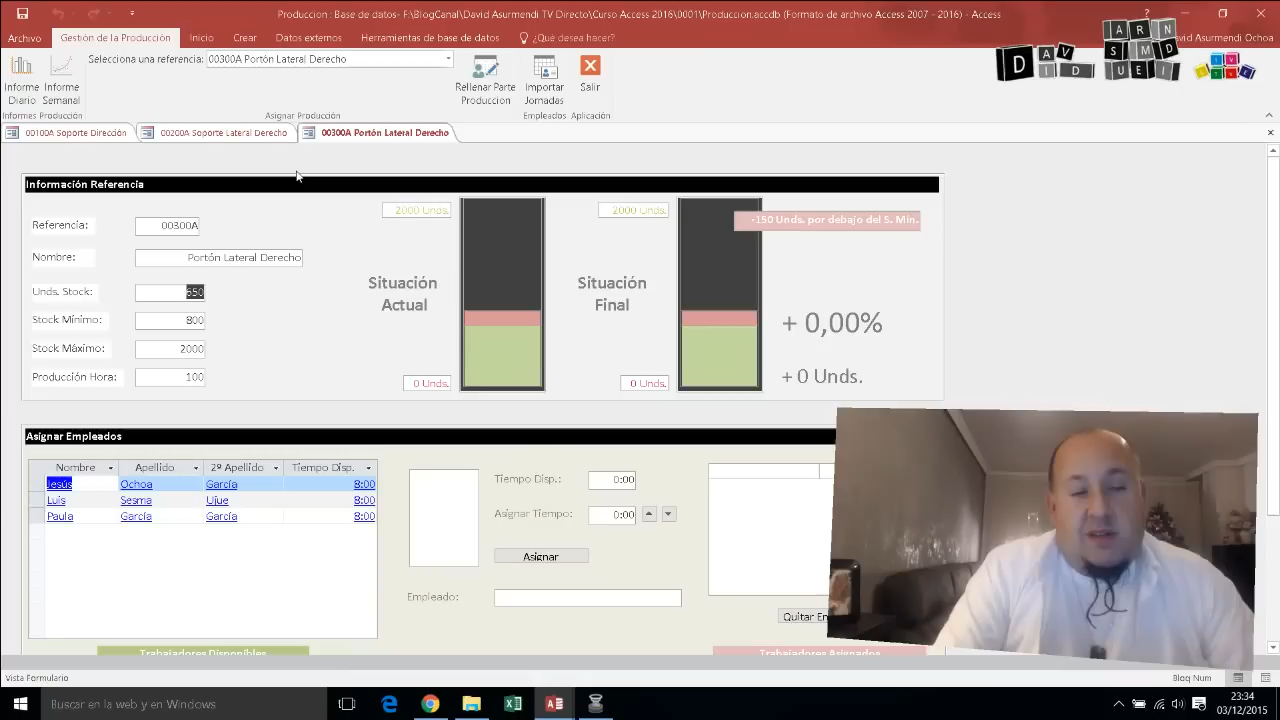 Produccion : Base de datos- F:\BlogCanal\David Asurmendi TV Directo\Curso Access 2016\0001\Produccion.accdb (Formato de archivo Access 2007 - 2016) - Access
Archivo Gestión de la Producción Inicio Crear Datos externos Herramientas de base de datos ¿Qué desea hacer? David Asurmendi Ochoa
Selecciona una referencia: 00300A Portón Lateral Derecho
Informe Diario
Informe Semanal
Rellenar Parte Produccion
Importar Jornadas
Salir
Informes Producción Asignar Producción Empleados Aplicación
00100A Soporte Dirección 00200A Soporte Lateral Derecho 00300A Portón Lateral Derecho
Información Referencia
Referencia: 00300A
Nombre: Portón Lateral Derecho
Unds. Stock: 650
Stock Mínimo: 800
Stock Máximo: 2000
Producción Hora: 100
2000 Unds.
Situación Actual
0 Unds.
2000 Unds.
Situación Final
0 Unds.
-150 Unds. por debajo del S. Min.
+ 0,00%
+ 0 Unds.
Asignar Empleados
Nombre Apellido 2º Apellido Tiempo Disp.
Jesús Ochoa García 8:00
Luis Sesma Ujue 8:00
Paula García García 8:00
Tiempo Disp.: 0:00
Asignar Tiempo: 0:00
Asignar
Empleado:
Quitar Em
Trabajadores Disponibles
Trabajadores Asignados
Vista Formulario
Bloq Num
Buscar en la web y en Windows
23:34
03/12/2015